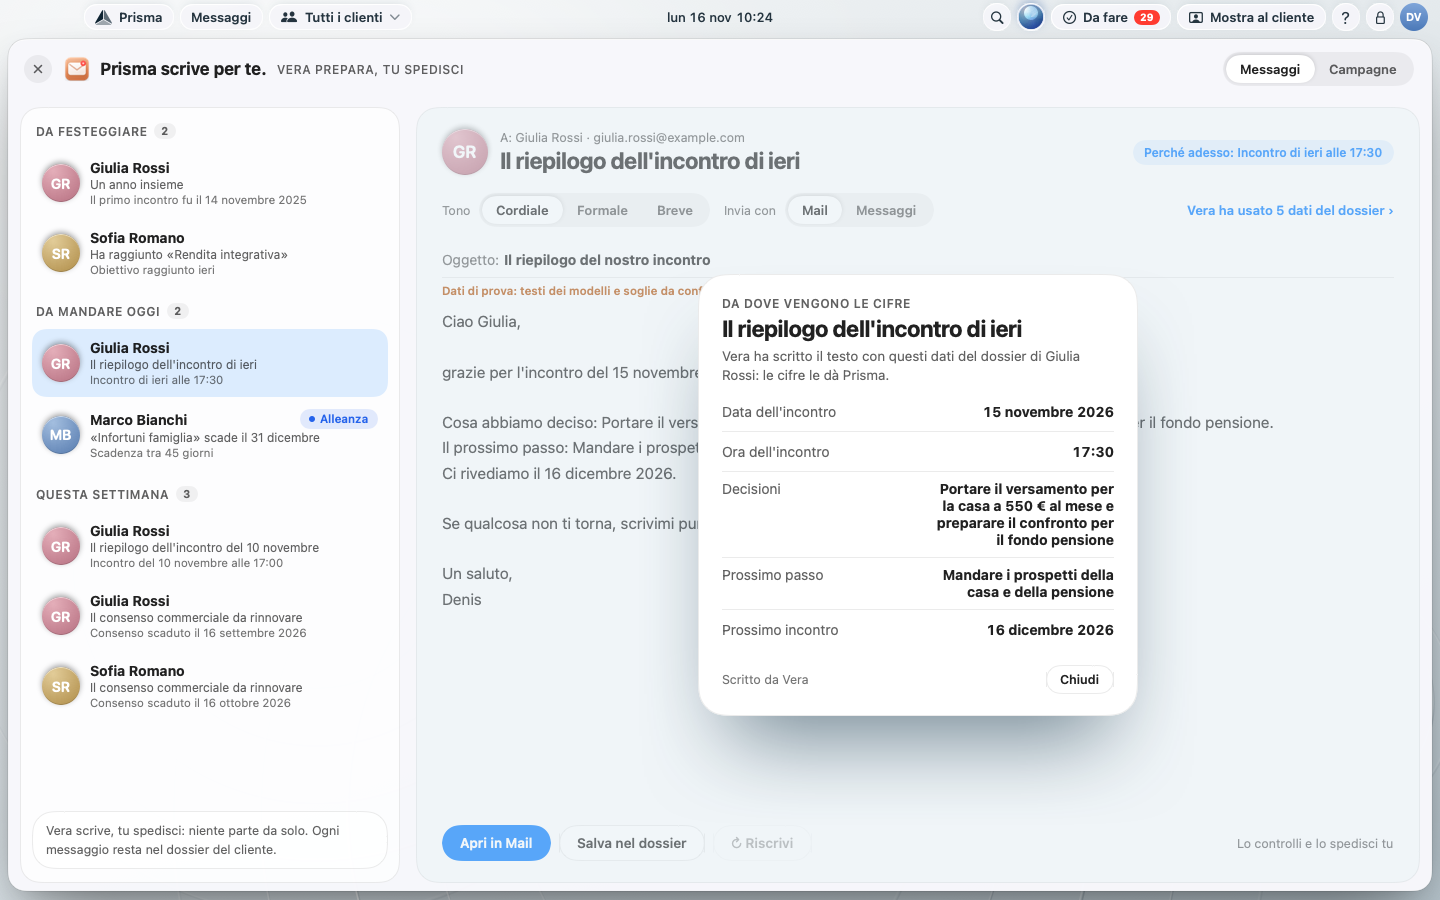 Prisma
Messaggi
Tutti i clienti
lun 16 nov 10:24
Da fare 29
Mostra al cliente
?
DV
Prisma scrive per te.
VERA PREPARA, TU SPEDISCI
Messaggi
Campagne
DA FESTEGGIARE 2
GR
Giulia Rossi
Un anno insieme
Il primo incontro fu il 14 novembre 2025
SR
Sofia Romano
Ha raggiunto «Rendita integrativa»
Obiettivo raggiunto ieri
DA MANDARE OGGI 2
GR
Giulia Rossi
Il riepilogo dell'incontro di ieri
Incontro di ieri alle 17:30
MB
Marco Bianchi
Alleanza
«Infortuni famiglia» scade il 31 dicembre
Scadenza tra 45 giorni
QUESTA SETTIMANA 3
GR
Giulia Rossi
Il riepilogo dell'incontro del 10 novembre
Incontro del 10 novembre alle 17:00
GR
Giulia Rossi
Il consenso commerciale da rinnovare
Consenso scaduto il 16 settembre 2026
SR
Sofia Romano
Il consenso commerciale da rinnovare
Consenso scaduto il 16 ottobre 2026
Vera scrive, tu spedisci: niente parte da solo. Ogni
messaggio resta nel dossier del cliente.
GR
A: Giulia Rossi · giulia.rossi@example.com
Il riepilogo dell'incontro di ieri
Perché adesso: Incontro di ieri alle 17:30
Tono
Cordiale
Formale
Breve
Invia con
Mail
Messaggi
Vera ha usato 5 dati del dossier ›
Oggetto: Il riepilogo del nostro incontro
Dati di prova: testi dei modelli e soglie da
Ciao Giulia,
grazie per l'incontro del 15 novembre
Cosa abbiamo deciso: Portare il
il fondo pensione.
Il prossimo passo: Mandare i
Ci rivediamo il 16 dicembre 2026.
Se qualcosa non ti torna, scrivimi
Un saluto,
Denis
DA DOVE VENGONO LE CIFRE
Il riepilogo dell'incontro di ieri
Vera ha scritto il testo con questi dati del dossier di Giulia
Rossi: le cifre le dà Prisma.
Data dell'incontro
15 novembre 2026
Ora dell'incontro
17:30
Decisioni
Portare il versamento per
la casa a 550 € al mese e
preparare il confronto per
il fondo pensione
Prossimo passo
Mandare i prospetti della
casa e della pensione
Prossimo incontro
16 dicembre 2026
Scritto da Vera
Chiudi
Apri in Mail
Salva nel dossier
Riscrivi
Lo controlli e lo spedisci tu